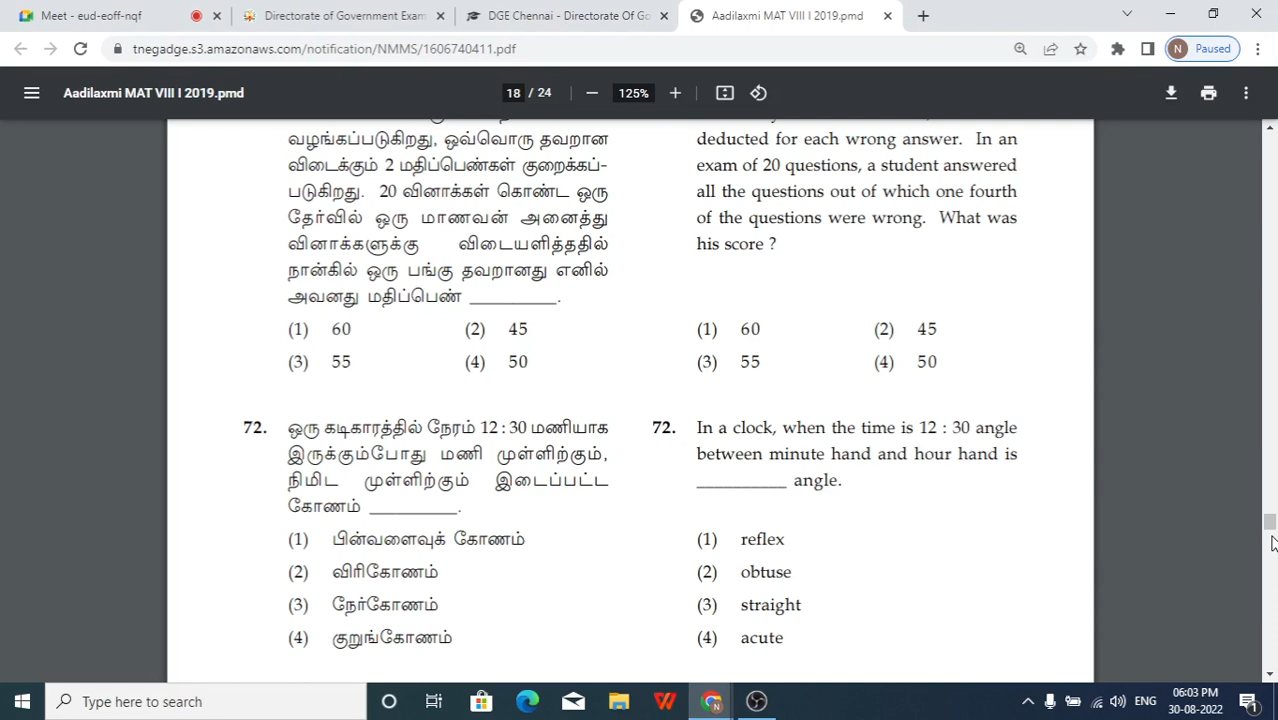 Meet - eud-eoff-nqf
Directorate of Government Exam
DGE Chennai - Directorate Of Go
Aadilaxmi MAT VIII I 2019.pmd
tnegadge.s3.amazonaws.com/notification/NMMS/1606740411.pdf
N Paused
Aadilaxmi MAT VIII I 2019.pmd
18 / 24
125%
வழங்கப்படுகிறது, ஒவ்வொரு தவறான
விடைக்கும் 2 மதிப்பெண்கள் குறைக்கப்-
படுகிறது. 20 வினாக்கள் கொண்ட ஒரு
தேர்வில் ஒரு மாணவன் அனைத்து
வினாக்களுக்கு விடையளித்ததில்
நான்கில் ஒரு பங்கு தவறானது எனில்
அவனது மதிப்பெண் __________.
(1) 60 (2) 45
(3) 55 (4) 50
72. ஒரு கடிகாரத்தில் நேரம் 12 : 30 மணியாக
இருக்கும்போது மணி முள்ளிற்கும்,
நிமிட முள்ளிற்கும் இடைப்பட்ட
கோணம் __________.
(1) பின்வளைவுக் கோணம்
(2) விரிகோணம்
(3) நேர்கோணம்
(4) குறுங்கோணம்
deducted for each wrong answer. In an
exam of 20 questions, a student answered
all the questions out of which one fourth
of the questions were wrong. What was
his score ?
(1) 60 (2) 45
(3) 55 (4) 50
72. In a clock, when the time is 12 : 30 angle
between minute hand and hour hand is
__________ angle.
(1) reflex
(2) obtuse
(3) straight
(4) acute
Type here to search
ENG
06:03 PM
30-08-2022
1